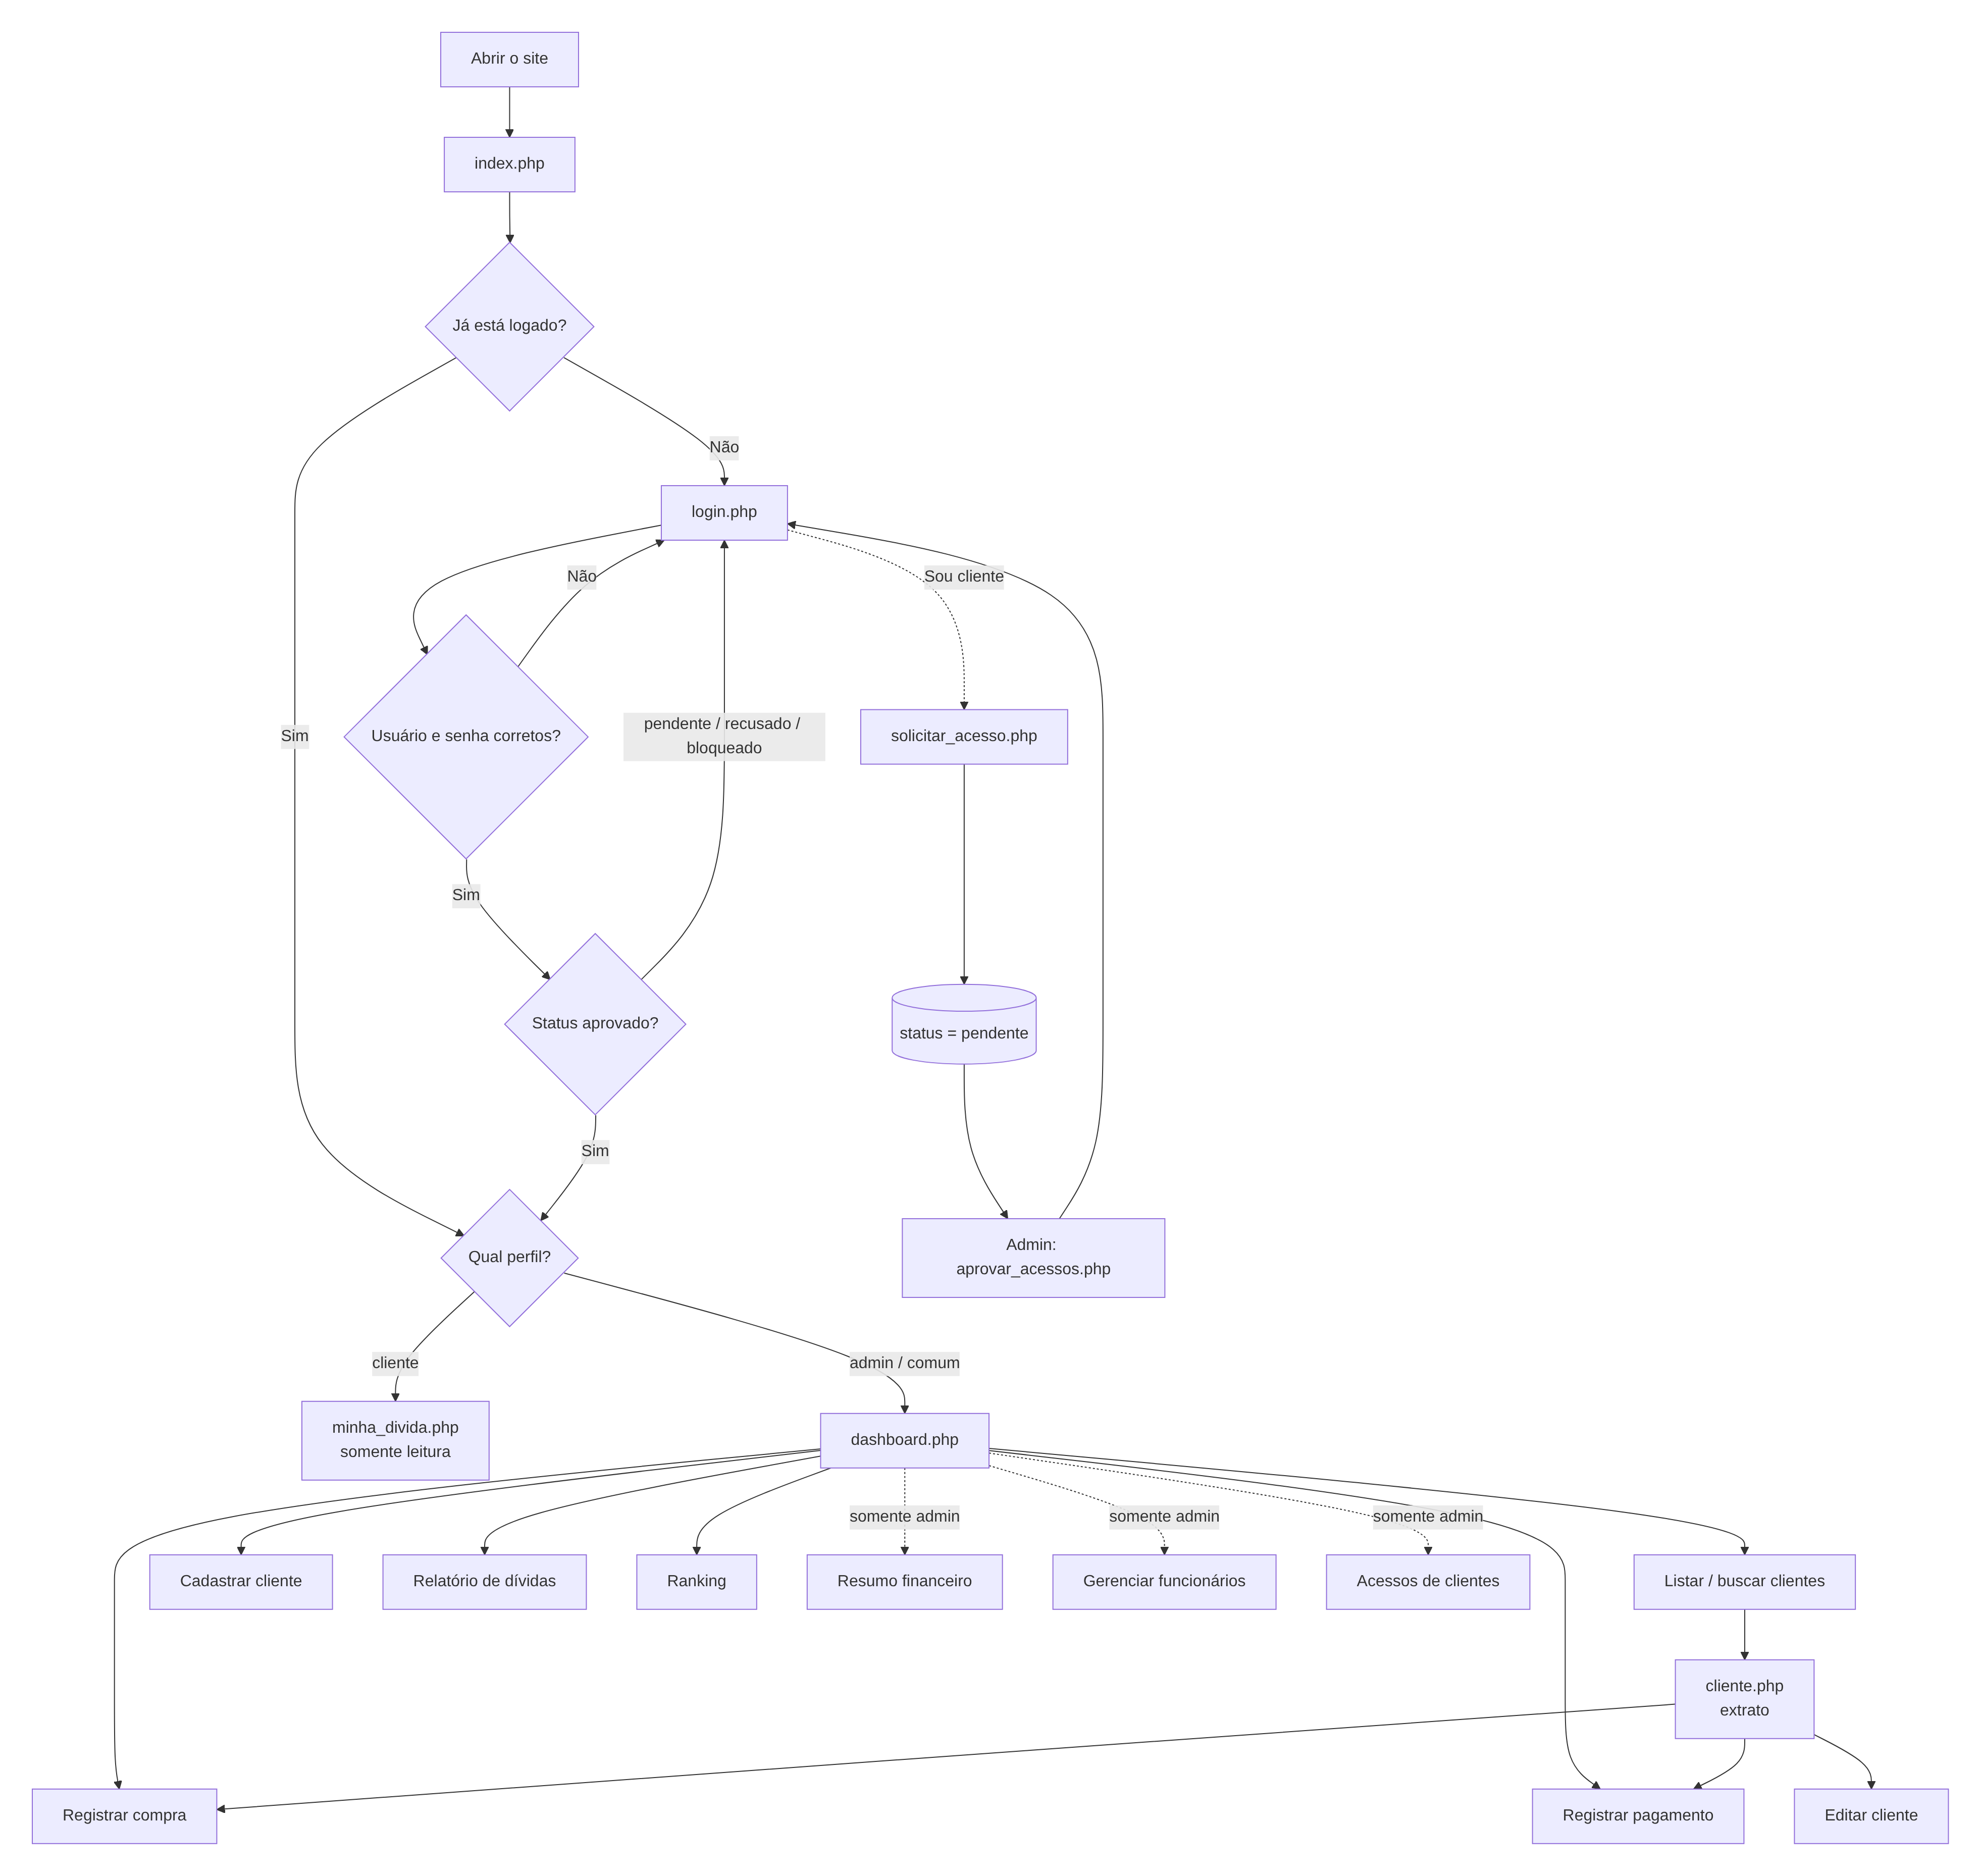 Abrir o site
index.php
Já está logado?
Não
login.php
Não
Sou cliente
Sim
Usuário e senha corretos?
pendente / recusado /
bloqueado
solicitar_acesso.php
Sim
Status aprovado?
status = pendente
Sim
Qual perfil?
Admin:
aprovar_acessos.php
cliente
admin / comum
minha_divida.php
somente leitura
dashboard.php
somente admin
somente admin
somente admin
Cadastrar cliente
Relatório de dívidas
Ranking
Resumo financeiro
Gerenciar funcionários
Acessos de clientes
Listar / buscar clientes
cliente.php
extrato
Registrar compra
Registrar pagamento
Editar cliente